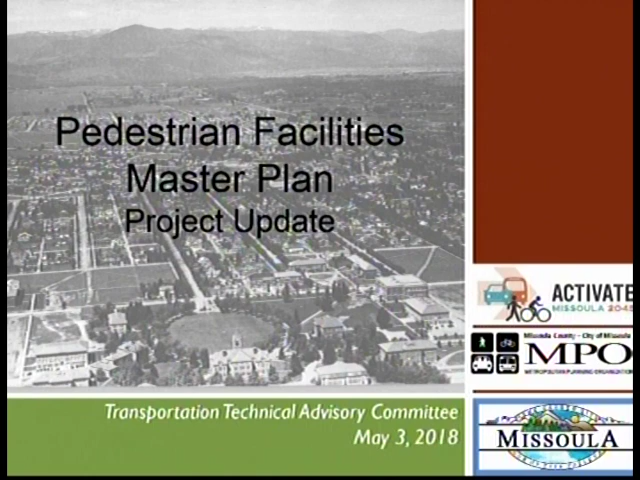 Pedestrian Facilities
Master Plan
Project Update
ACTIVATE
MISSOULA 2045
Missoula County - City of Missoula
MPO
METROPOLITAN PLANNING ORGANIZATION
Transportation Technical Advisory Committee
May 3, 2018
MISSOULA